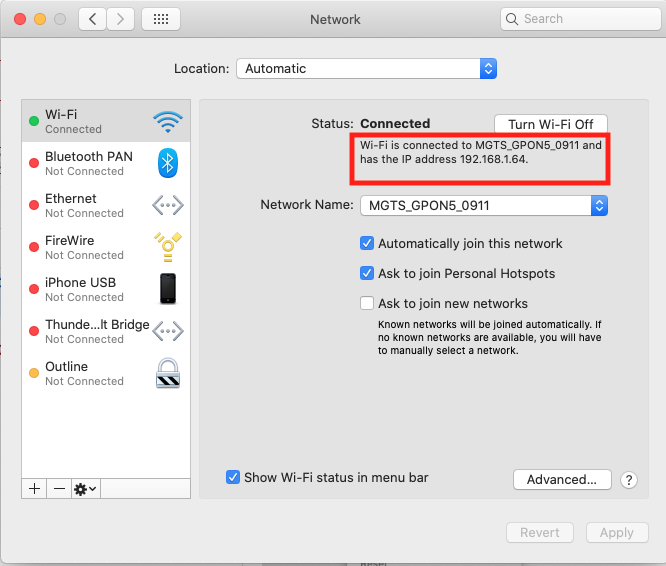 Network
Search
Location: Automatic
Wi-Fi
Connected
Bluetooth PAN
Not Connected
Ethernet
Not Connected
FireWire
Not Connected
iPhone USB
Not Connected
Thunde...lt Bridge
Not Connected
Outline
Not Connected
Status: Connected
Turn Wi-Fi Off
Wi-Fi is connected to MGTS_GPON5_0911 and
has the IP address 192.168.1.64.
Network Name: MGTS_GPON5_0911
Automatically join this network
Ask to join Personal Hotspots
Ask to join new networks
Known networks will be joined automatically. If
no known networks are available, you will have
to manually select a network.
Show Wi-Fi status in menu bar
Advanced...
?
Revert
Apply